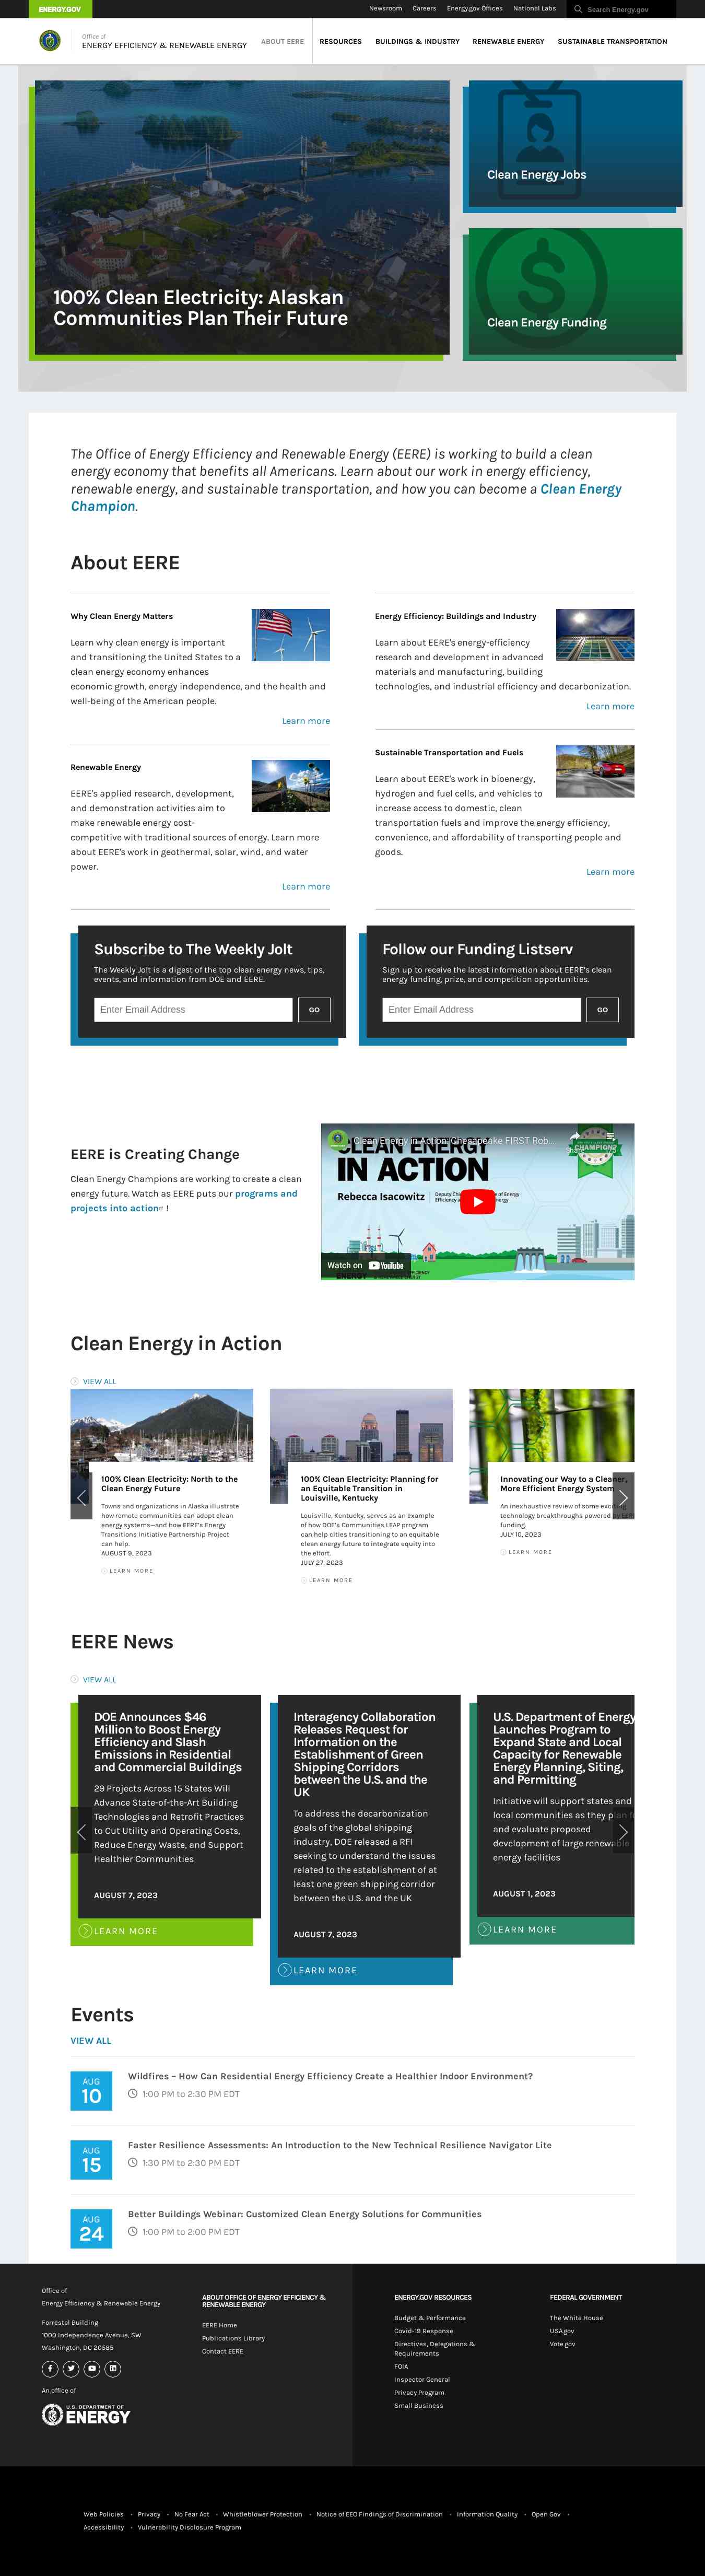 ENERGY.GOV
Newsroom Careers Energy.gov Offices National Labs Search Energy.gov
Office of
ENERGY EFFICIENCY & RENEWABLE ENERGY
ABOUT EERE RESOURCES BUILDINGS & INDUSTRY RENEWABLE ENERGY SUSTAINABLE TRANSPORTATION
100% Clean Electricity: Alaskan
Communities Plan Their Future
Clean Energy Jobs
Clean Energy Funding
The Office of Energy Efficiency and Renewable Energy (EERE) is working to build a clean
energy economy that benefits all Americans. Learn about our work in energy efficiency,
renewable energy, and sustainable transportation, and how you can become a Clean Energy
Champion.
About EERE
Why Clean Energy Matters
Learn why clean energy is important
and transitioning the United States to a
clean energy economy enhances
economic growth, energy independence, and the health and
well-being of the American people.
Learn more
Renewable Energy
EERE's applied research, development,
and demonstration activities aim to
make renewable energy cost-
competitive with traditional sources of energy. Learn more
about EERE's work in geothermal, solar, wind, and water
power.
Learn more
Energy Efficiency: Buildings and Industry
Learn about EERE's energy-efficiency
research and development in advanced
materials and manufacturing, building
technologies, and industrial efficiency and decarbonization.
Learn more
Sustainable Transportation and Fuels
Learn about EERE's work in bioenergy,
hydrogen and fuel cells, and vehicles to
increase access to domestic, clean
transportation fuels and improve the energy efficiency,
convenience, and affordability of transporting people and
goods.
Learn more
Subscribe to The Weekly Jolt
The Weekly Jolt is a digest of the top clean energy news, tips,
events, and information from DOE and EERE.
Enter Email Address GO
Follow our Funding Listserv
Sign up to receive the latest information about EERE's clean
energy funding, prize, and competition opportunities.
Enter Email Address GO
EERE is Creating Change
Clean Energy Champions are working to create a clean
energy future. Watch as EERE puts our programs and
projects into action !
Clean Energy in Action: Chesapeake FIRST Rob...
CLEAN ENERGY
IN ACTION
CHAMPION
Rebecca Isacowitz
Watch on YouTube
Clean Energy in Action
VIEW ALL
100% Clean Electricity: North to the
Clean Energy Future
Towns and organizations in Alaska illustrate
how remote communities can adopt clean
energy systems—and how EERE's Energy
Transitions Initiative Partnership Project
can help.
AUGUST 9, 2023
LEARN MORE
100% Clean Electricity: Planning for
an Equitable Transition in
Louisville, Kentucky
Louisville, Kentucky, serves as an example
of how DOE's Communities LEAP program
can help cities transitioning to an equitable
clean energy future to integrate equity into
the effort.
JULY 27, 2023
LEARN MORE
Innovating our Way to a Cleaner,
More Efficient Energy System
An inexhaustive review of some exciting
technology breakthroughs powered by EERE
funding.
JULY 10, 2023
LEARN MORE
EERE News
VIEW ALL
DOE Announces $46
Million to Boost Energy
Efficiency and Slash
Emissions in Residential
and Commercial Buildings
29 Projects Across 15 States Will
Advance State-of-the-Art Building
Technologies and Retrofit Practices
to Cut Utility and Operating Costs,
Reduce Energy Waste, and Support
Healthier Communities
AUGUST 7, 2023
LEARN MORE
Interagency Collaboration
Releases Request for
Information on the
Establishment of Green
Shipping Corridors
between the U.S. and the
UK
To address the decarbonization
goals of the global shipping
industry, DOE released a RFI
seeking to understand the issues
related to the establishment of at
least one green shipping corridor
between the U.S. and the UK
AUGUST 7, 2023
LEARN MORE
U.S. Department of Energy
Launches Program to
Expand State and Local
Capacity for Renewable
Energy Planning, Siting,
and Permitting
Initiative will support states and
local communities as they plan
and evaluate proposed
development of large renewable
energy facilities
AUGUST 1, 2023
LEARN MORE
Events
VIEW ALL
AUG
10
Wildfires – How Can Residential Energy Efficiency Create a Healthier Indoor Environment?
1:00 PM to 2:30 PM EDT
AUG
15
Faster Resilience Assessments: An Introduction to the New Technical Resilience Navigator Lite
1:30 PM to 2:30 PM EDT
AUG
24
Better Buildings Webinar: Customized Clean Energy Solutions for Communities
1:00 PM to 2:00 PM EDT
Office of
Energy Efficiency & Renewable Energy
Forrestal Building
1000 Independence Avenue, SW
Washington, DC 20585
An office of
U.S. DEPARTMENT OF
ENERGY
ABOUT OFFICE OF ENERGY EFFICIENCY &
RENEWABLE ENERGY
EERE Home
Publications Library
Contact EERE
ENERGY.GOV RESOURCES
Budget & Performance
Covid-19 Response
Directives, Delegations &
Requirements
FOIA
Inspector General
Privacy Program
Small Business
FEDERAL GOVERNMENT
The White House
USA.gov
Vote.gov
Web Policies • Privacy • No Fear Act • Whistleblower Protection • Notice of EEO Findings of Discrimination • Information Quality • Open Gov •
Accessibility • Vulnerability Disclosure Program